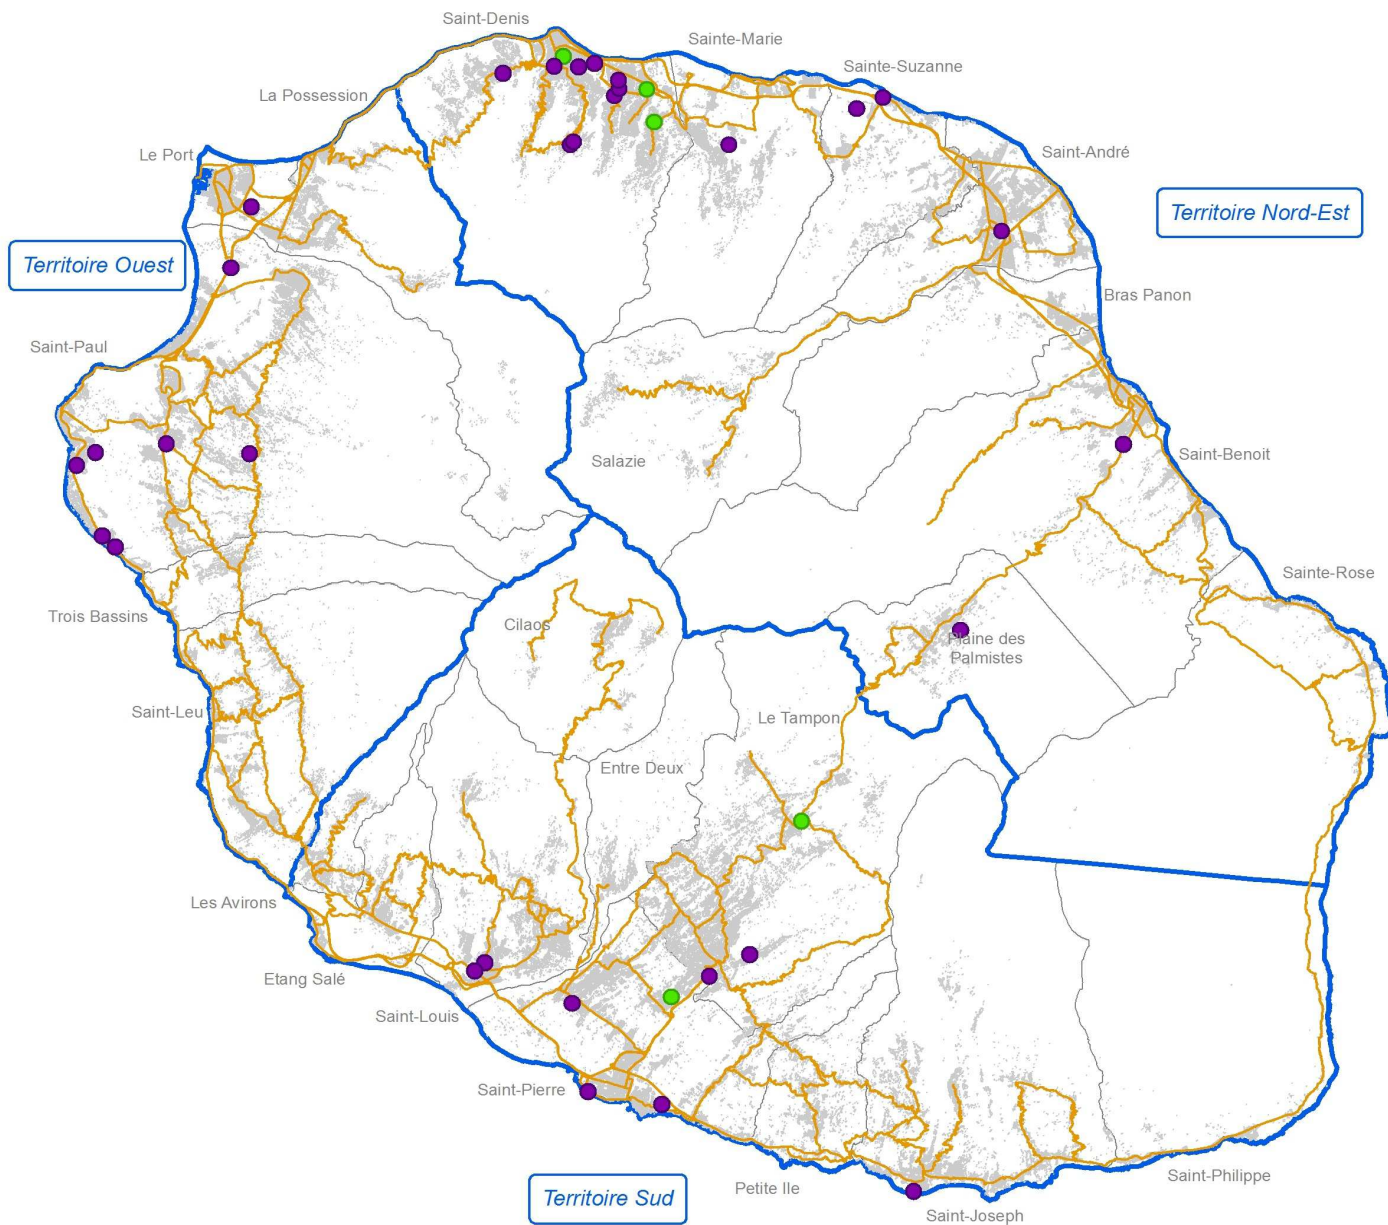 Saint-Denis
Sainte-Marie
Sainte-Suzanne
La Possession
Le Port
Saint-André
Territoire Nord-Est
Territoire Ouest
Bras Panon
Saint-Paul
Salazie
Saint-Benoit
Sainte-Rose
Trois Bassins
Cilaos
Plaine des
Palmistes
Saint-Leu
Le Tampon
Entre Deux
Les Avirons
Etang Salé
Saint-Louis
Saint-Pierre
Saint-Philippe
Petite Ile
Territoire Sud
Saint-Joseph